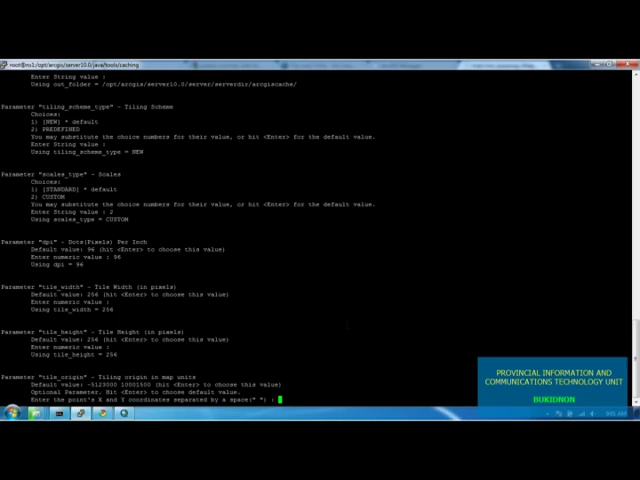 root@ns1:/opt/arcgis/server10.0/java/tools/caching
Enter String value :
Using out_folder = /opt/arcgis/server10.0/server/serverdir/arcgiscache/
Parameter "tiling_scheme_type" - Tiling Scheme
Choices:
1) [NEW] * default
2) PREDEFINED
You may substitute the choice numbers for their value, or hit <Enter> for the default value.
Enter String value :
Using tiling_scheme_type = NEW
Parameter "scales_type" - Scales
Choices:
1) [STANDARD] * default
2) CUSTOM
You may substitute the choice numbers for their value, or hit <Enter> for the default value.
Enter String value : 2
Using scales_type = CUSTOM
Parameter "dpi" - Dots(Pixels) Per Inch
Default value: 96 (hit <Enter> to choose this value)
Enter numeric value : 96
Using dpi = 96
Parameter "tile_width" - Tile Width (in pixels)
Default value: 256 (hit <Enter> to choose this value)
Enter numeric value :
Using tile_width = 256
Parameter "tile_height" - Tile Height (in pixels)
Default value: 256 (hit <Enter> to choose this value)
Enter numeric value :
Using tile_height = 256
Parameter "tile_origin" - Tiling origin in map units
Default value: -5123000 10001500 (hit <Enter> to choose this value)
Optional Parameter. Hit <Enter> to choose default value.
Enter the point's X and Y coordinates separated by a space(" ") :
PROVINCIAL INFORMATION AND
COMMUNICATIONS TECHNOLOGY UNIT
BUKIDNON